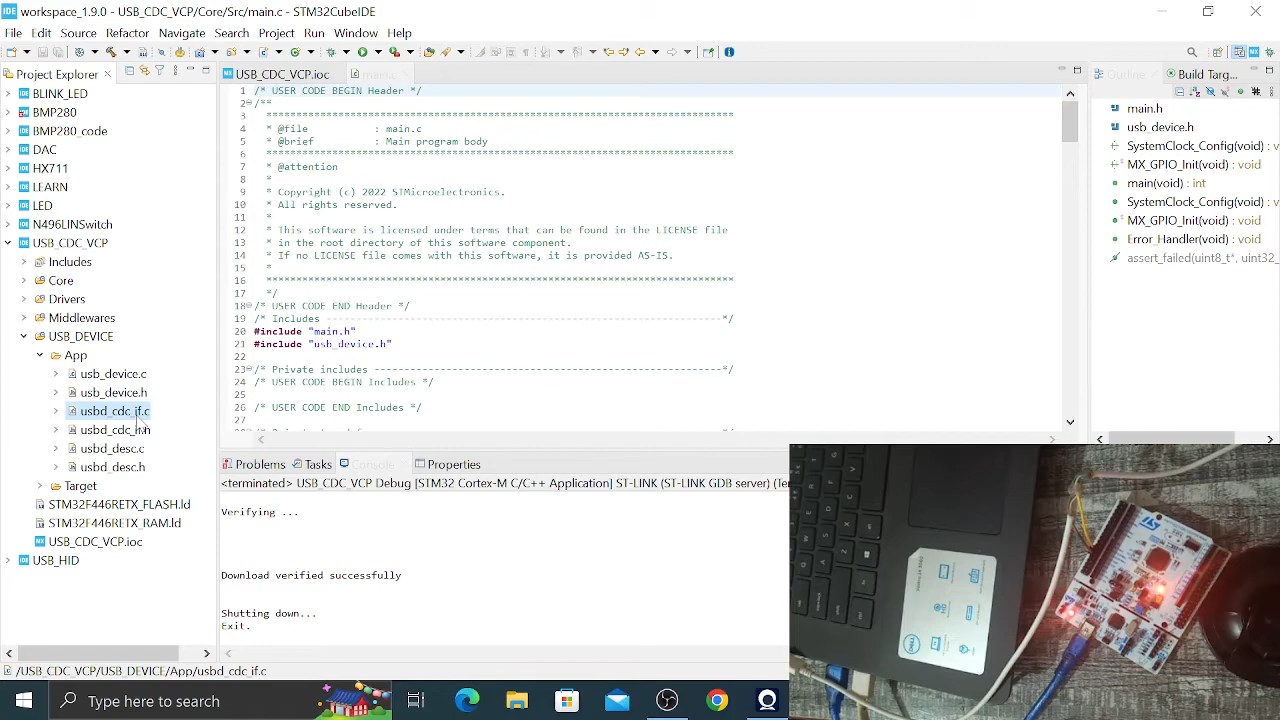 IDE workspace_1.9.0 - USB_CDC_VCP/Core/Src/main.c - STM32CubeIDE
File Edit Source Refactor Navigate Search Project Run Window Help
Project Explorer
BLINK_LED
BMP280
BMP280_code
DAC
HX711
LEARN
LED
N496LINSwitch
USB_CDC_VCP
Includes
Core
Drivers
Middlewares
USB_DEVICE
App
usb_device.c
usb_device.h
usbd_cdc_if.c
usbd_cdc_if.h
usbd_desc.c
usbd_desc.h
Target
STM32F446RETX_FLASH.ld
STM32F446RETX_RAM.ld
USB_CDC_VCP.ioc
USB_HID
MX USB_CDC_VCP.ioc
main.c
1 /* USER CODE BEGIN Header */
2 /**
3 ******************************************************************************
4 * @file : main.c
5 * @brief : Main program body
6 ******************************************************************************
7 * @attention
8 *
9 * Copyright (c) 2022 STMicroelectronics.
10 * All rights reserved.
11 *
12 * This software is licensed under terms that can be found in the LICENSE file
13 * in the root directory of this software component.
14 * If no LICENSE file comes with this software, it is provided AS-IS.
15 *
16 ******************************************************************************
17 */
18 /* USER CODE END Header */
19 /* Includes ------------------------------------------------------------------*/
20 #include "main.h"
21 #include "usb_device.h"
22
23 /* Private includes ----------------------------------------------------------*/
24 /* USER CODE BEGIN Includes */
25
26 /* USER CODE END Includes */
27
Outline
Build Targ...
main.h
usb_device.h
SystemClock_Config(void) : vo
MX_GPIO_Init(void) : void
main(void) : int
SystemClock_Config(void) : vo
MX_GPIO_Init(void) : void
Error_Handler(void) : void
assert_failed(uint8_t*, uint32_
Problems Tasks Console Properties
<terminated> USB_CDC_VCP Debug [STM32 Cortex-M C/C++ Application] ST-LINK (ST-LINK GDB server) (Ter
Verifying ...
Download verified successfully
Shutting down...
Exit.
DELL
/USB_CDC_VCP/USB_DEVICE/App/usbd_cdc_if.c
Type here to search